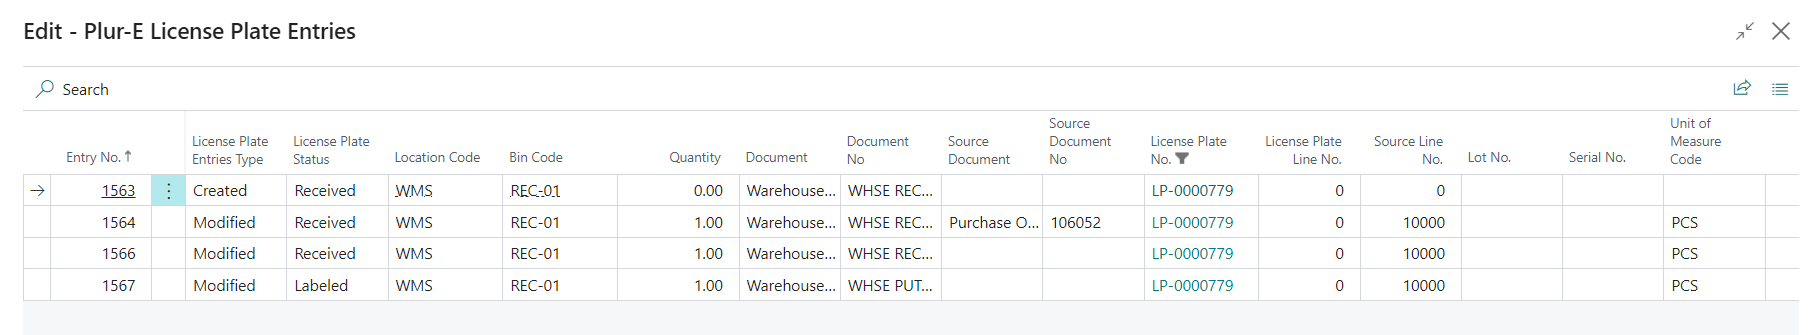 Edit - Plur-E License Plate Entries
Search
Entry No.↑ License Plate Entries Type License Plate Status Location Code Bin Code Quantity Document Document No Source Document Source Document No License Plate No. License Plate Line No. Source Line No. Lot No. Serial No. Unit of Measure Code
→ 1563 ⋮ Created Received WMS REC-01 0.00 Warehouse... WHSE REC... LP-0000779 0 0
1564 Modified Received WMS REC-01 1.00 Warehouse... WHSE REC... Purchase O... 106052 LP-0000779 0 10000 PCS
1566 Modified Received WMS REC-01 1.00 Warehouse... WHSE REC... LP-0000779 0 10000 PCS
1567 Modified Labeled WMS REC-01 1.00 Warehouse... WHSE PUT... LP-0000779 0 10000 PCS